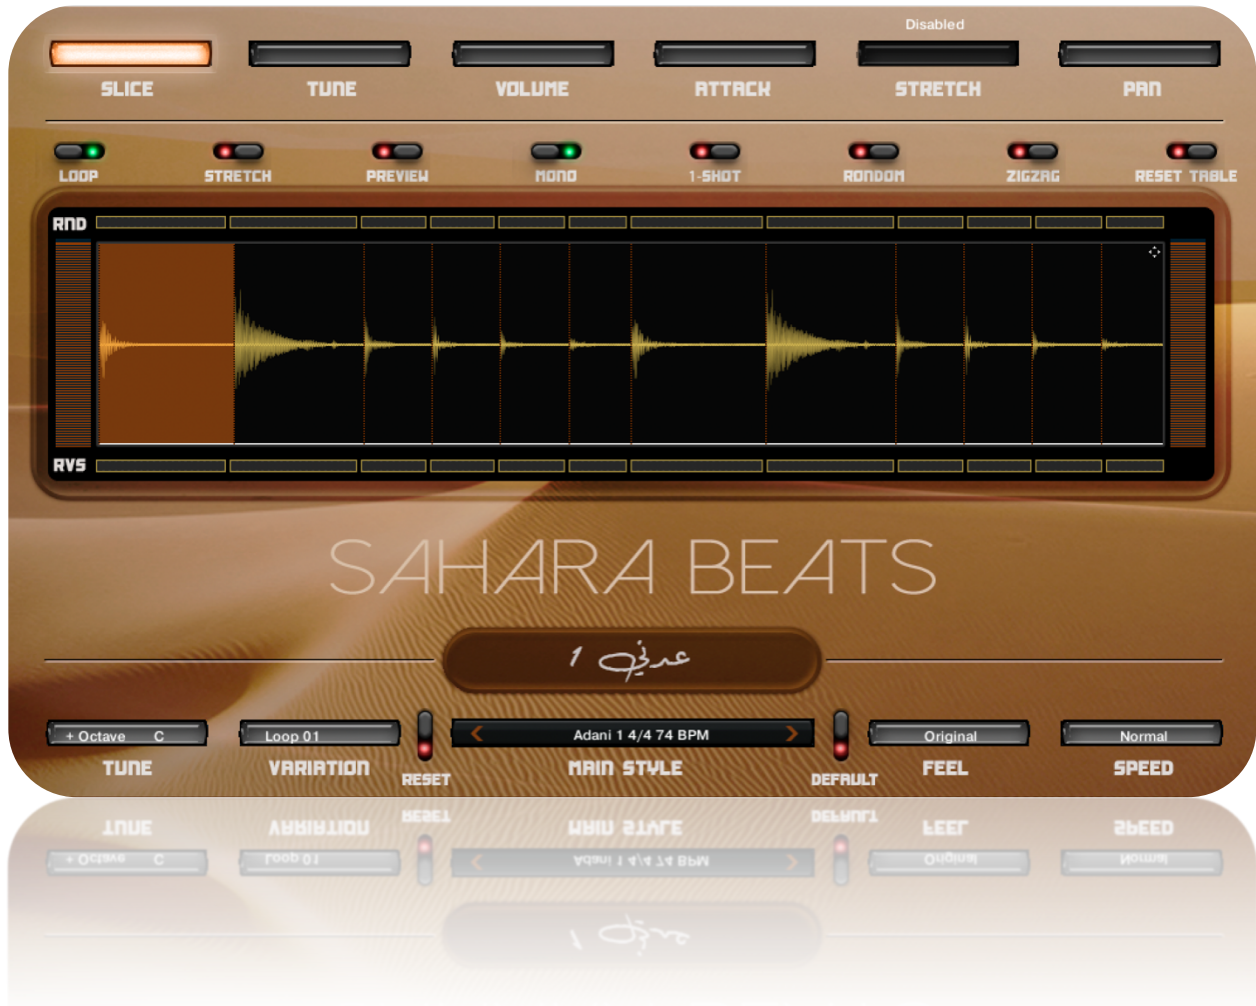 Disabled
SLICE TUNE VOLUME ATTACK STRETCH PAN
LOOP STRETCH PREVIEW MONO 1-SHOT RONDOM ZIGZAG RESET TABLE
RND
RVS
SAHARA BEATS
عدني 1
+ Octave C Loop 01 Adani 1 4/4 74 BPM Original Normal
TUNE VARIATION RESET MAIN STYLE DEFAULT FEEL SPEED